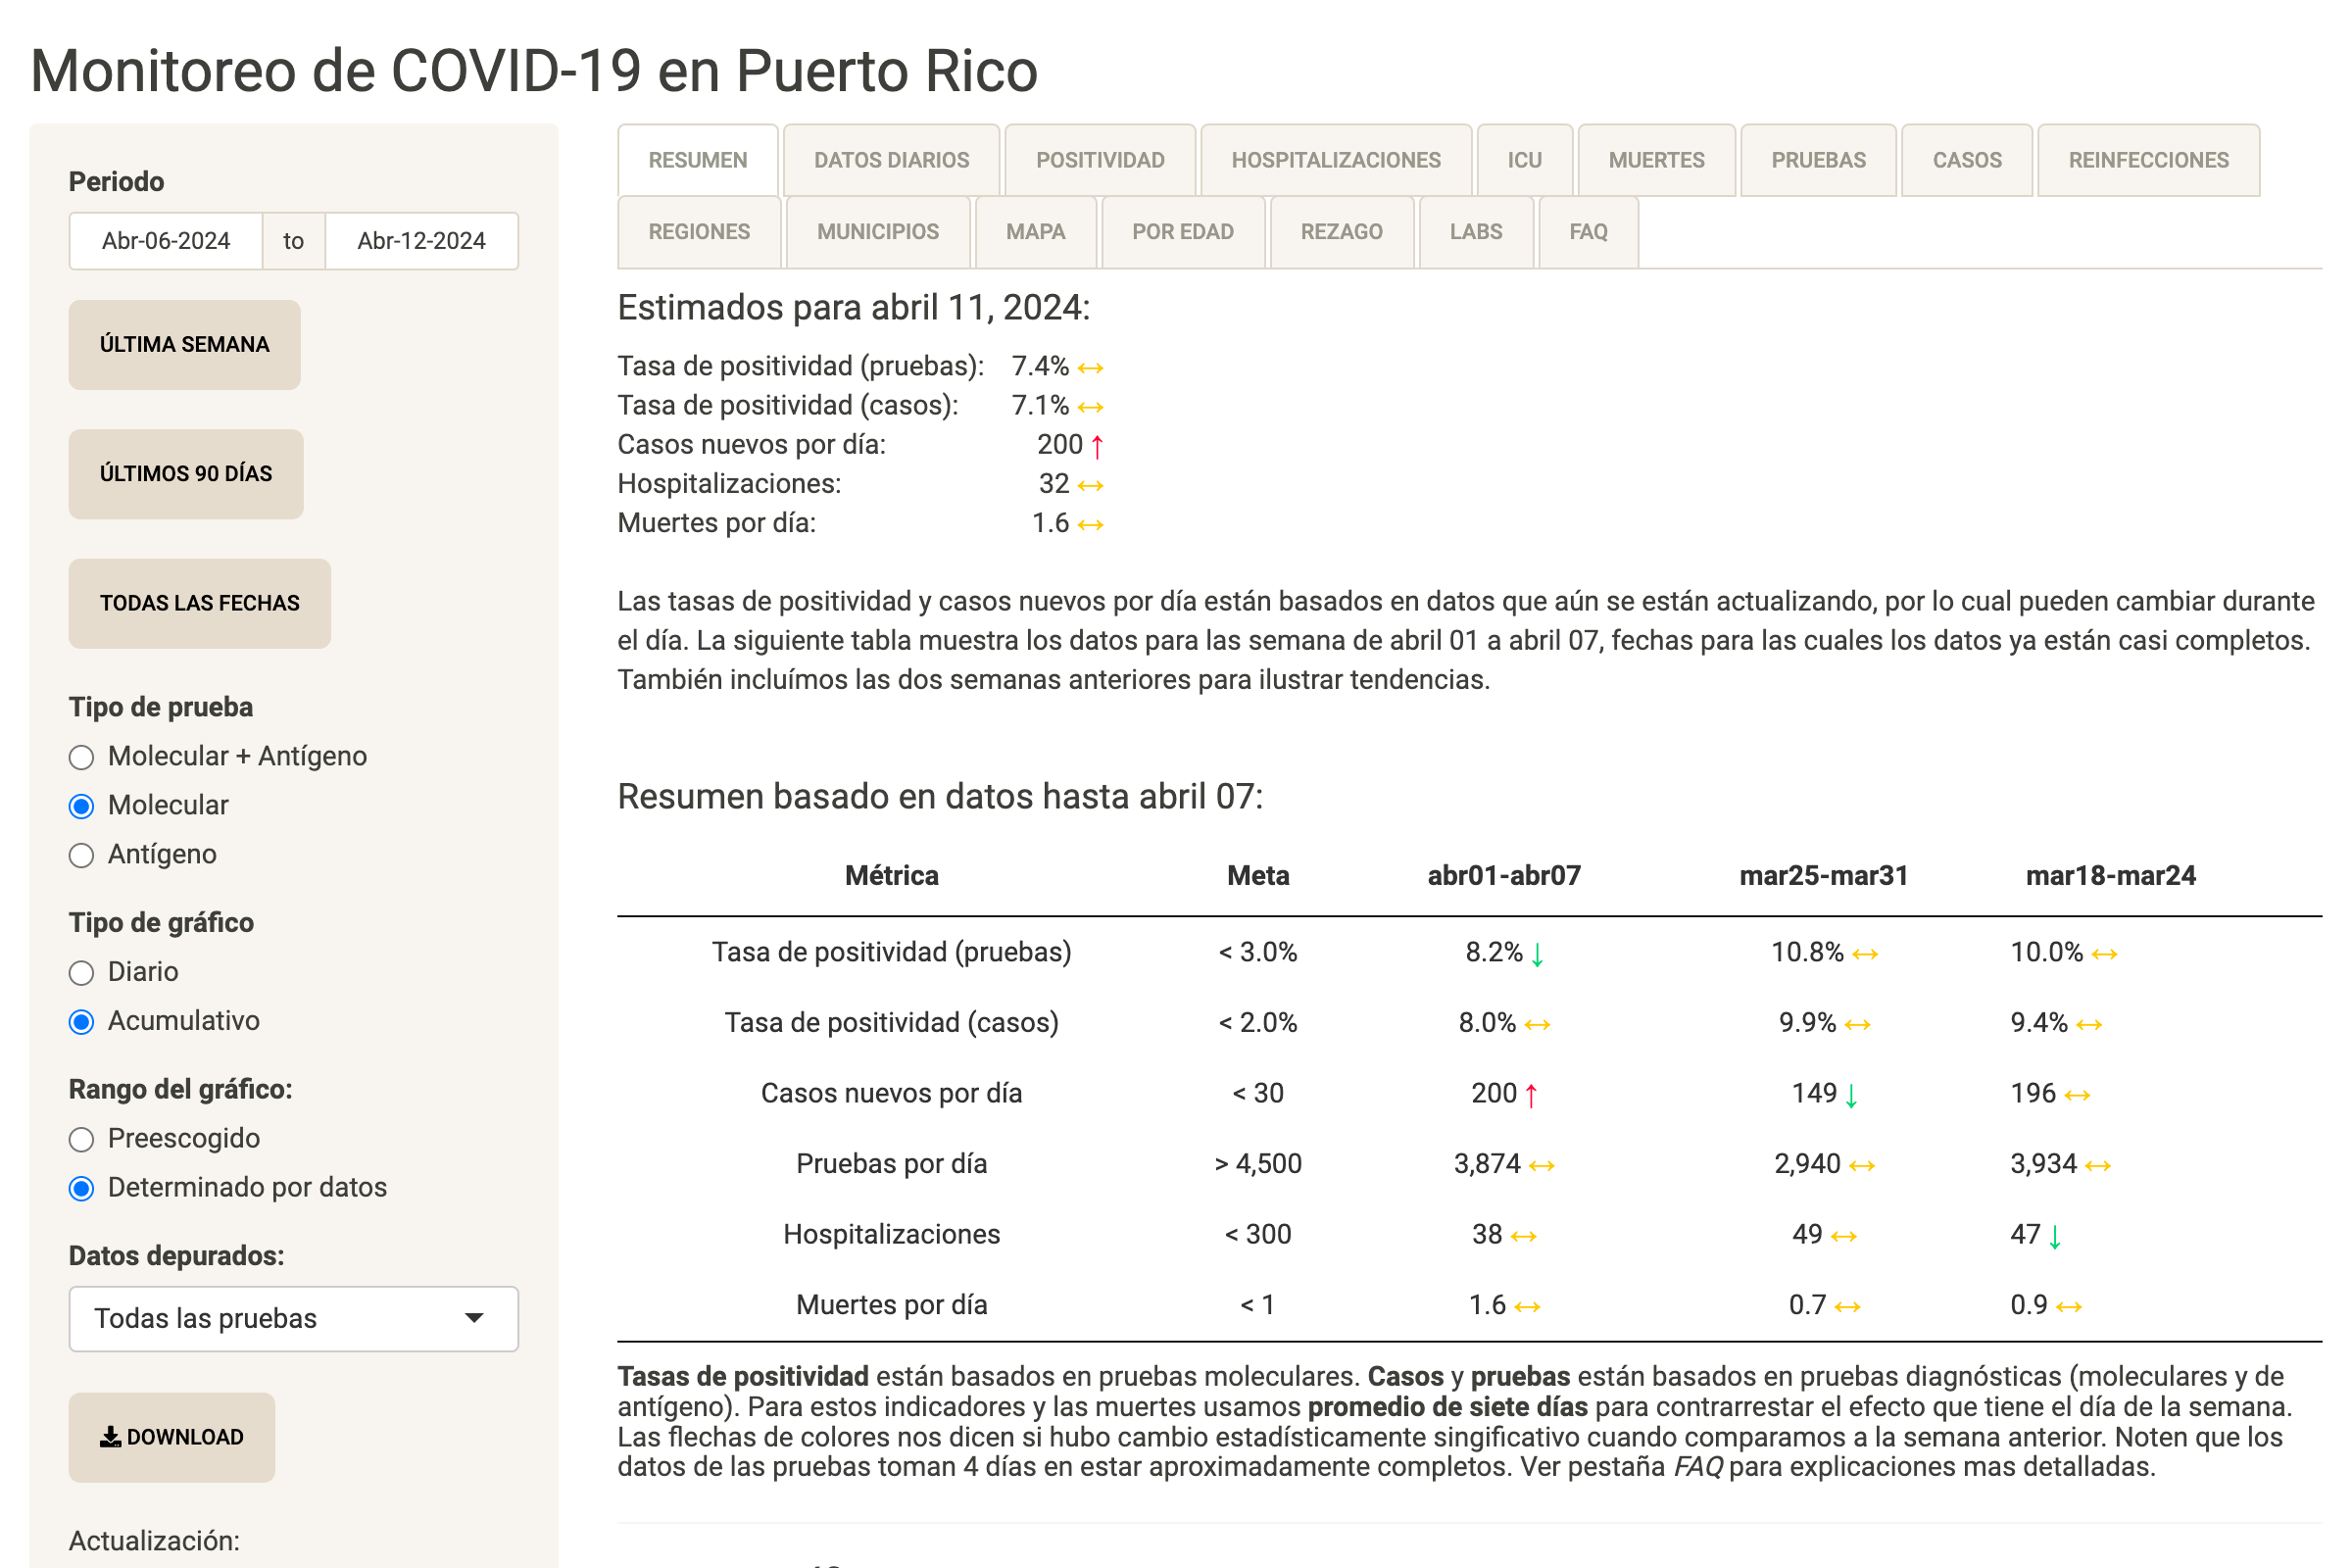 Monitoreo de COVID-19 en Puerto Rico
Periodo
Abr-06-2024 to Abr-12-2024
ÚLTIMA SEMANA
ÚLTIMOS 90 DÍAS
TODAS LAS FECHAS
Tipo de prueba
Molecular + Antígeno
Molecular
Antígeno
Tipo de gráfico
Diario
Acumulativo
Rango del gráfico:
Preescogido
Determinado por datos
Datos depurados:
Todas las pruebas
DOWNLOAD
Actualización:
RESUMEN DATOS DIARIOS POSITIVIDAD HOSPITALIZACIONES ICU MUERTES PRUEBAS CASOS REINFECCIONES
REGIONES MUNICIPIOS MAPA POR EDAD REZAGO LABS FAQ
Estimados para abril 11, 2024:
Tasa de positividad (pruebas): 7.4% ↔
Tasa de positividad (casos): 7.1% ↔
Casos nuevos por día: 200 ↑
Hospitalizaciones: 32 ↔
Muertes por día: 1.6 ↔
Las tasas de positividad y casos nuevos por día están basados en datos que aún se están actualizando, por lo cual pueden cambiar durante
el día. La siguiente tabla muestra los datos para las semana de abril 01 a abril 07, fechas para las cuales los datos ya están casi completos.
También incluímos las dos semanas anteriores para ilustrar tendencias.
Resumen basado en datos hasta abril 07:
Métrica Meta abr01-abr07 mar25-mar31 mar18-mar24
Tasa de positividad (pruebas) < 3.0% 8.2% ↓ 10.8% ↔ 10.0% ↔
Tasa de positividad (casos) < 2.0% 8.0% ↔ 9.9% ↔ 9.4% ↔
Casos nuevos por día < 30 200 ↑ 149 ↓ 196 ↔
Pruebas por día > 4,500 3,874 ↔ 2,940 ↔ 3,934 ↔
Hospitalizaciones < 300 38 ↔ 49 ↔ 47 ↓
Muertes por día < 1 1.6 ↔ 0.7 ↔ 0.9 ↔
Tasas de positividad están basados en pruebas moleculares. Casos y pruebas están basados en pruebas diagnósticas (moleculares y de
antígeno). Para estos indicadores y las muertes usamos promedio de siete días para contrarrestar el efecto que tiene el día de la semana.
Las flechas de colores nos dicen si hubo cambio estadísticamente singificativo cuando comparamos a la semana anterior. Noten que los
datos de las pruebas toman 4 días en estar aproximadamente completos. Ver pestaña FAQ para explicaciones mas detalladas.